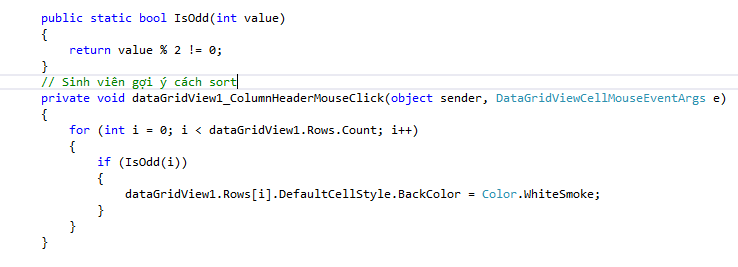 public static bool IsOdd(int value)
{
return value % 2 != 0;
}
// Sinh viên gợi ý cách sort
private void dataGridView1_ColumnHeaderMouseClick(object sender, DataGridViewCellMouseEventArgs e)
{
for (int i = 0; i < dataGridView1.Rows.Count; i++)
{
if (IsOdd(i))
{
dataGridView1.Rows[i].DefaultCellStyle.BackColor = Color.WhiteSmoke;
}
}
}